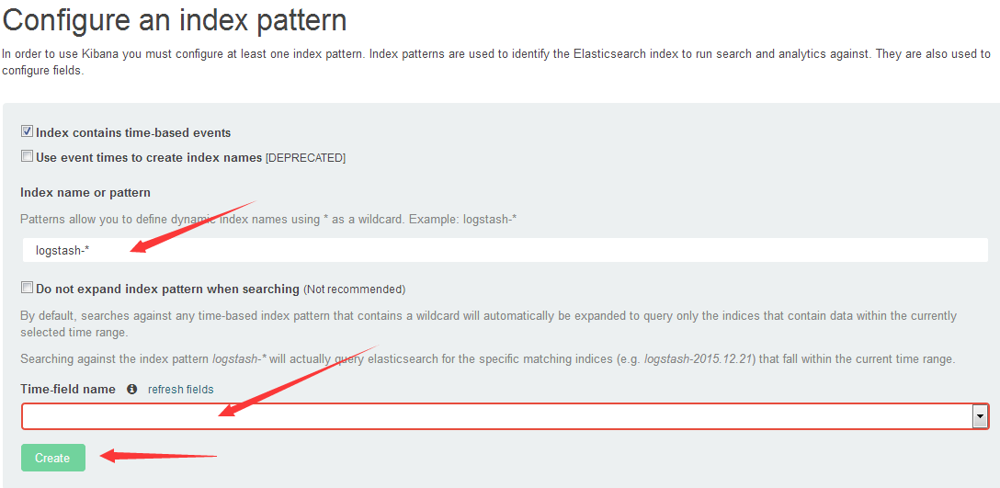 Configure an index pattern
In order to use Kibana you must configure at least one index pattern. Index patterns are used to identify the Elasticsearch index to run search and analytics against. They are also used to
configure fields.
Index contains time-based events
Use event times to create index names [DEPRECATED]
Index name or pattern
Patterns allow you to define dynamic index names using * as a wildcard. Example: logstash-*
logstash-*
Do not expand index pattern when searching (Not recommended)
By default, searches against any time-based index pattern that contains a wildcard will automatically be expanded to query only the indices that contain data within the currently
selected time range.
Searching against the index pattern logstash-* will actually query elasticsearch for the specific matching indices (e.g. logstash-2015.12.21) that fall within the current time range.
Time-field name refresh fields
Create